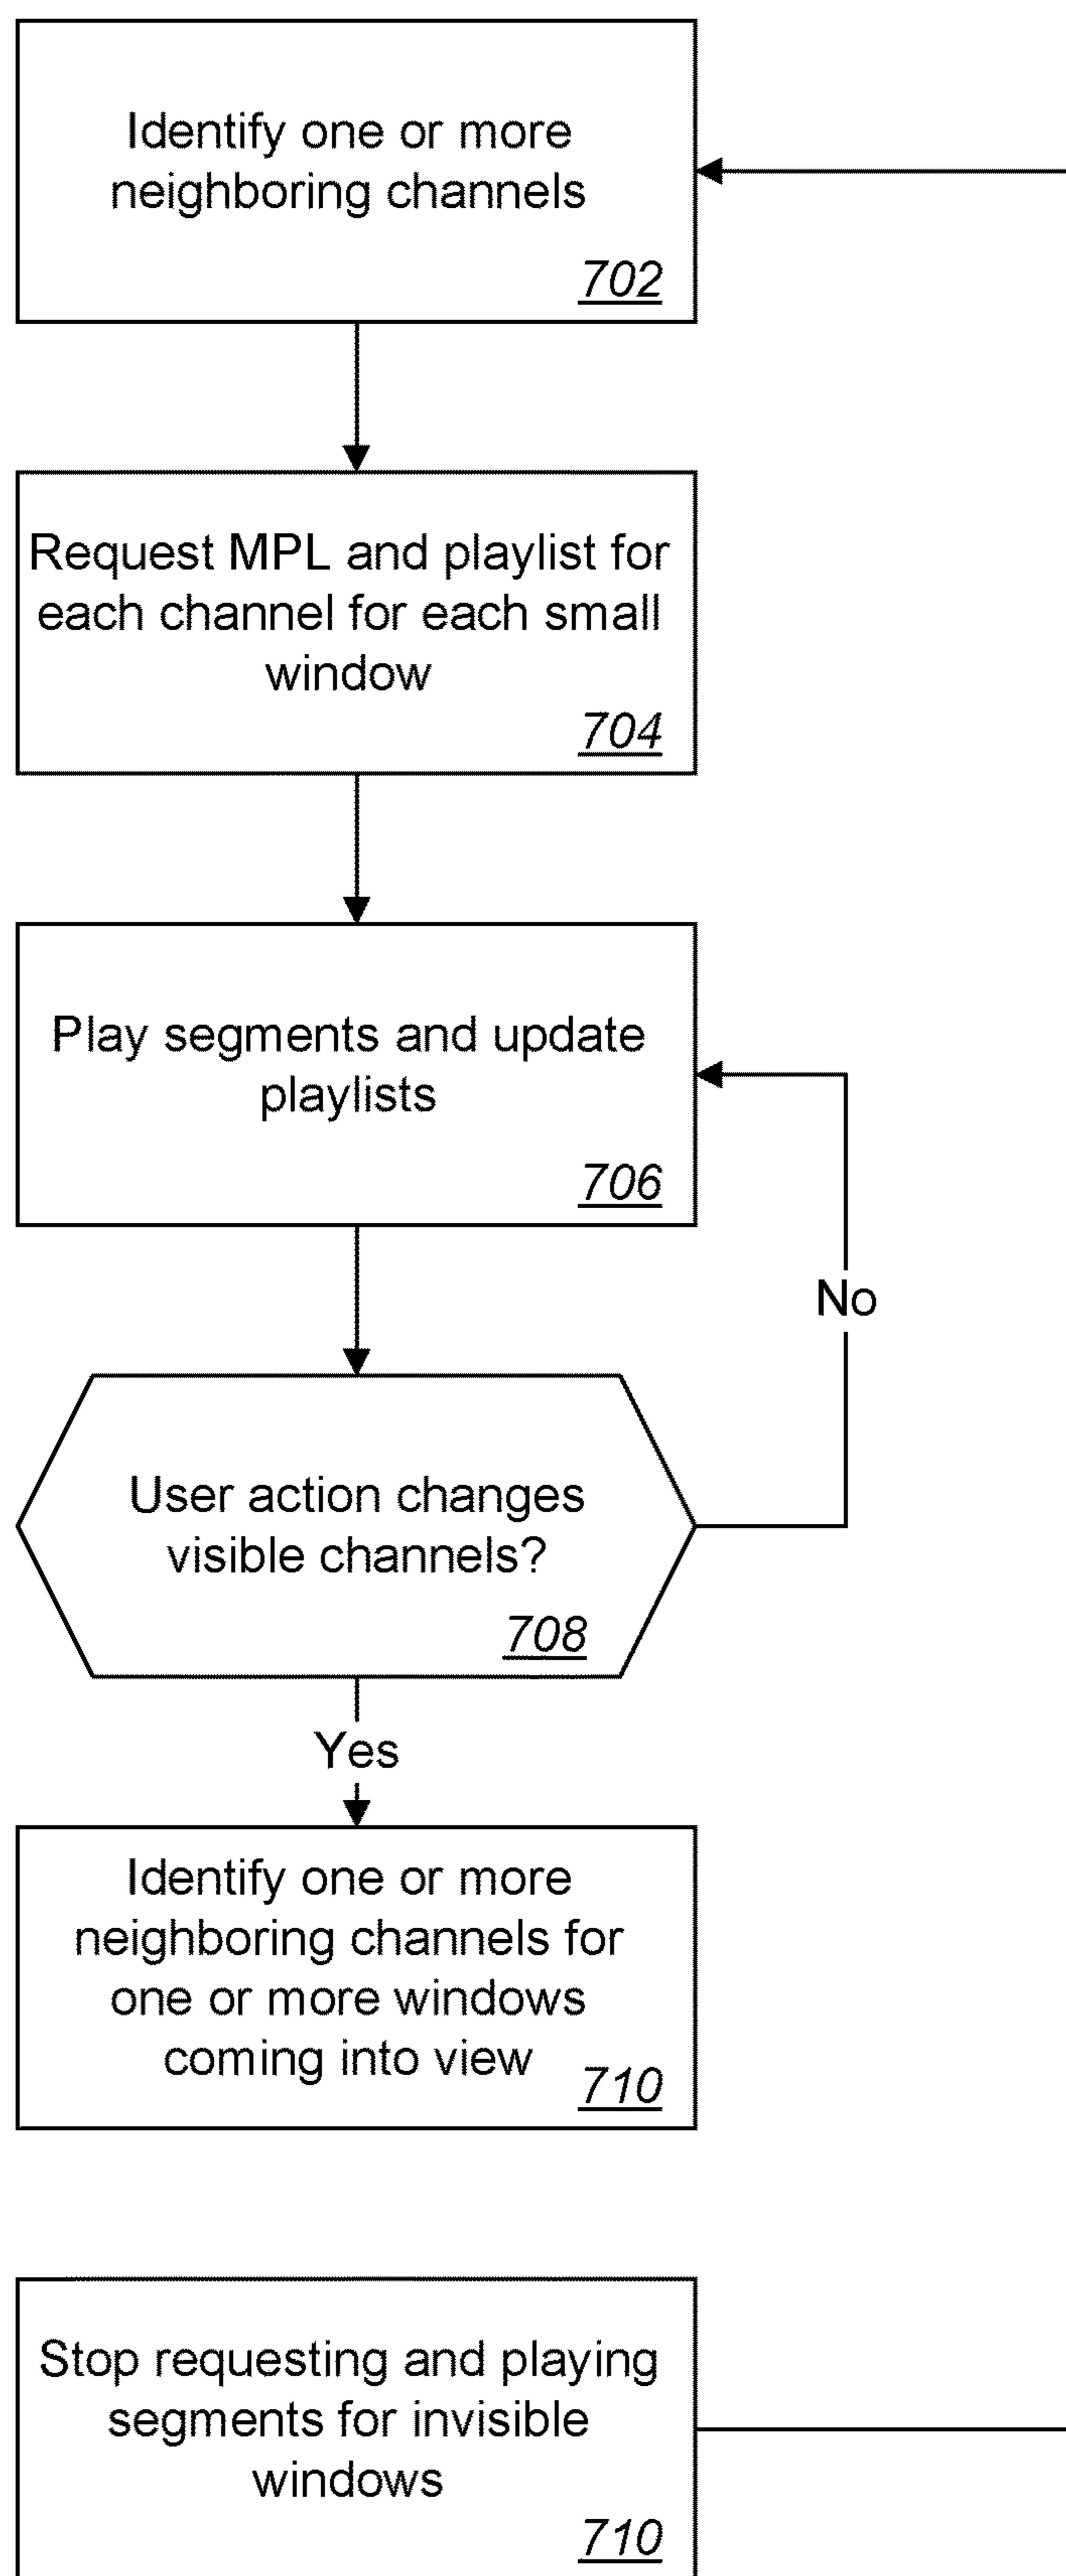 Identify one or more
neighboring channels
702
Request MPL and playlist for
each channel for each small
window
704
Play segments and update
playlists
706
No
User action changes
visible channels?
708
Yes
Identify one or more
neighboring channels for
one or more windows
coming into view
710
Stop requesting and playing
segments for invisible
windows
710